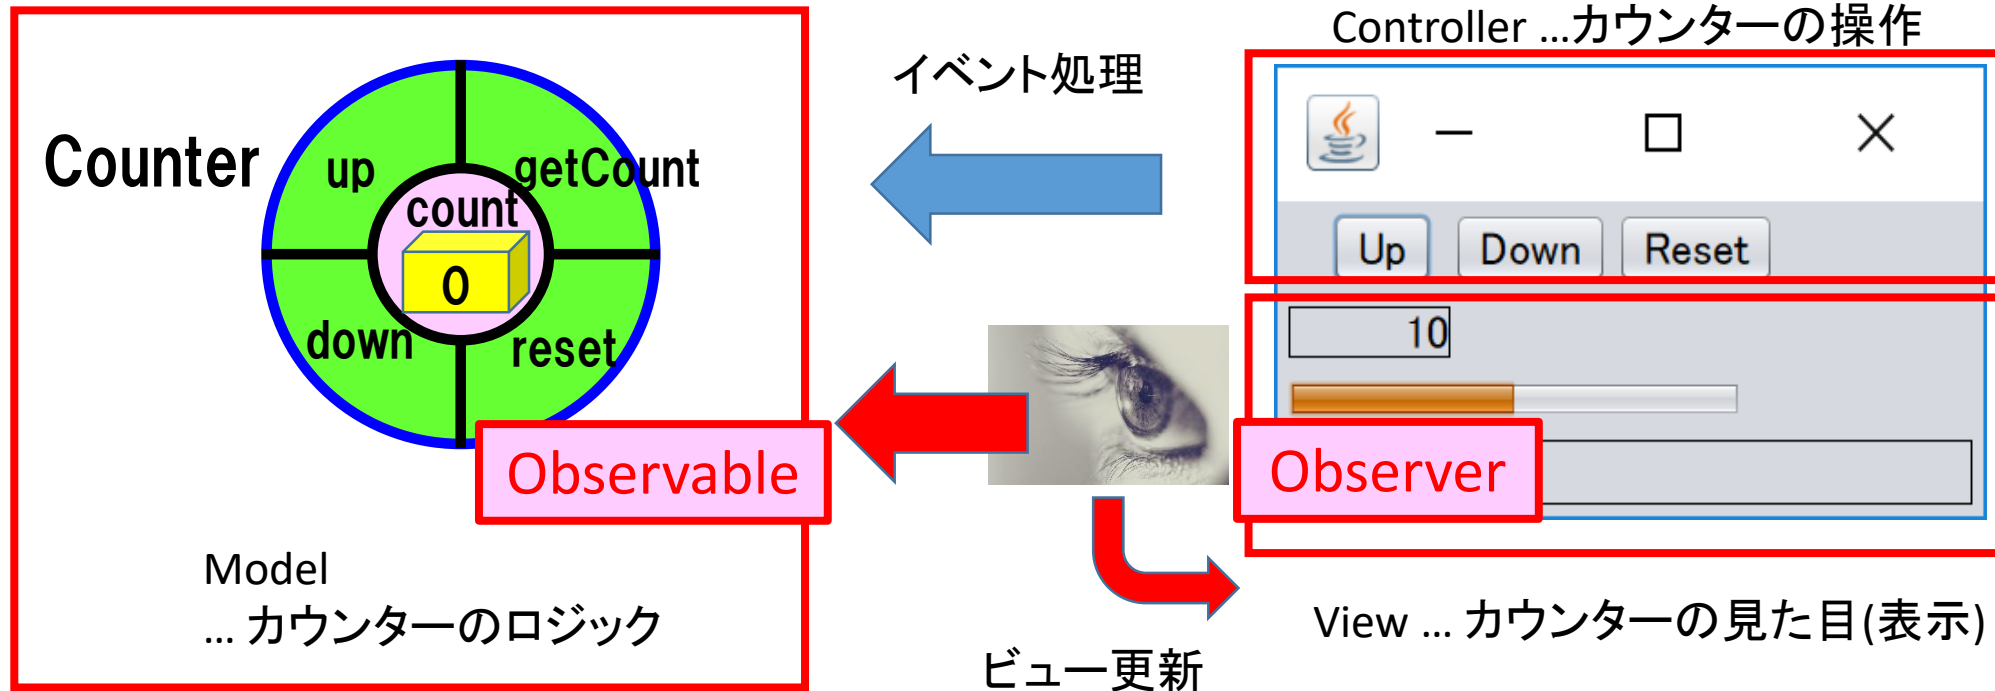 Controller ...カウンターの操作
イベント処理
Counter
up
getCount
count
0
down
reset
Up
Down
Reset
10
Observable
Observer
Model
... カウンターのロジック
View ... カウンターの見た目(表示)
ビュー更新